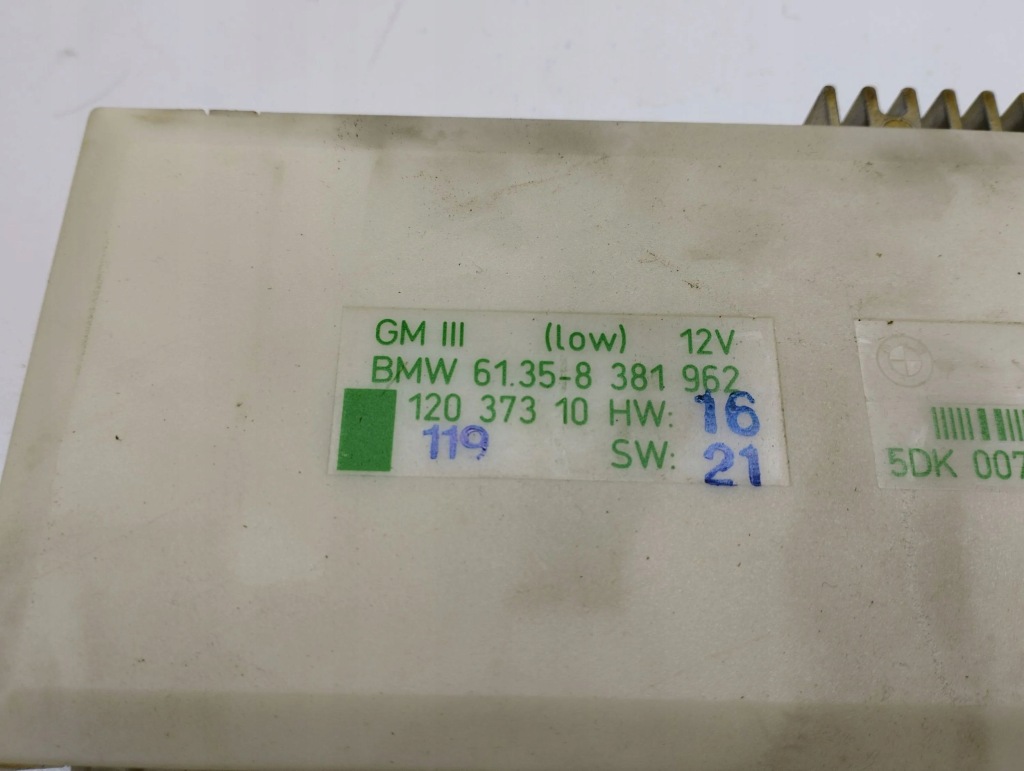 GM III (low) 12V
BMW 61.35-8 381 962
120 373 10 HW: 16
119 SW: 21
5DK 007